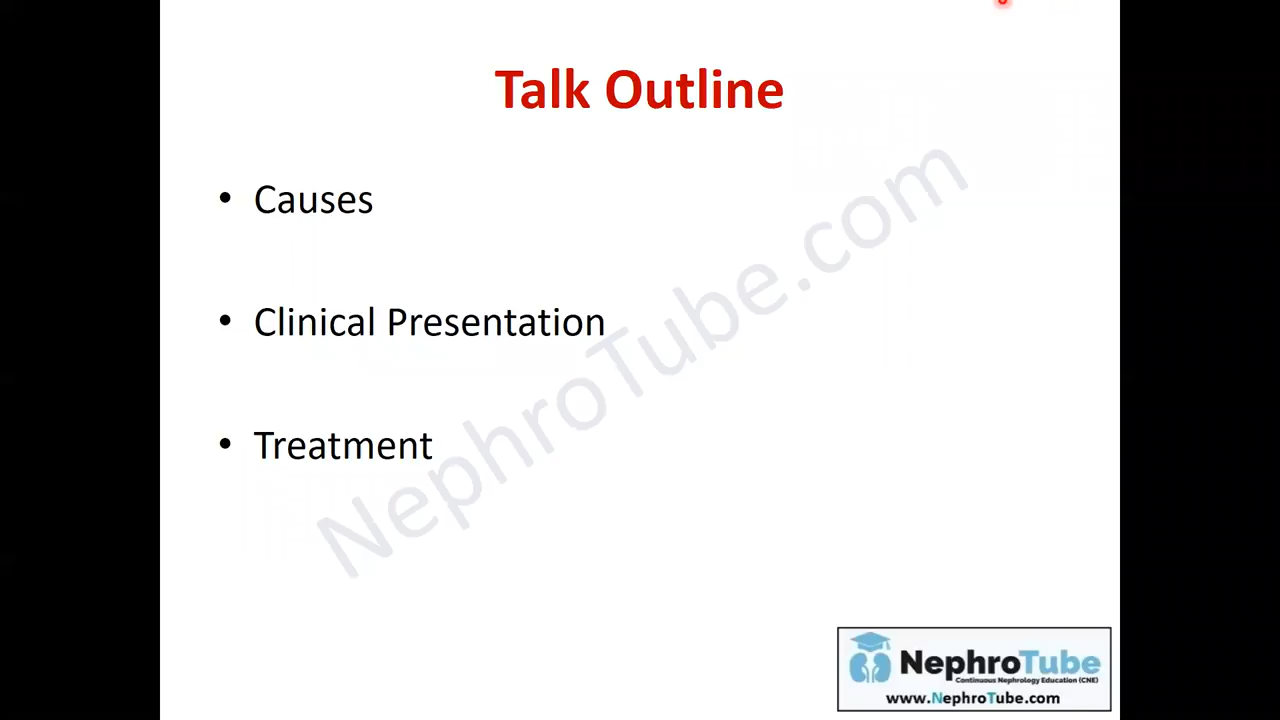 Talk Outline
• Causes
• Clinical Presentation
• Treatment
NephroTube.com
NephroTube
Continuous Nephrology Education (CNE)
www.NephroTube.com